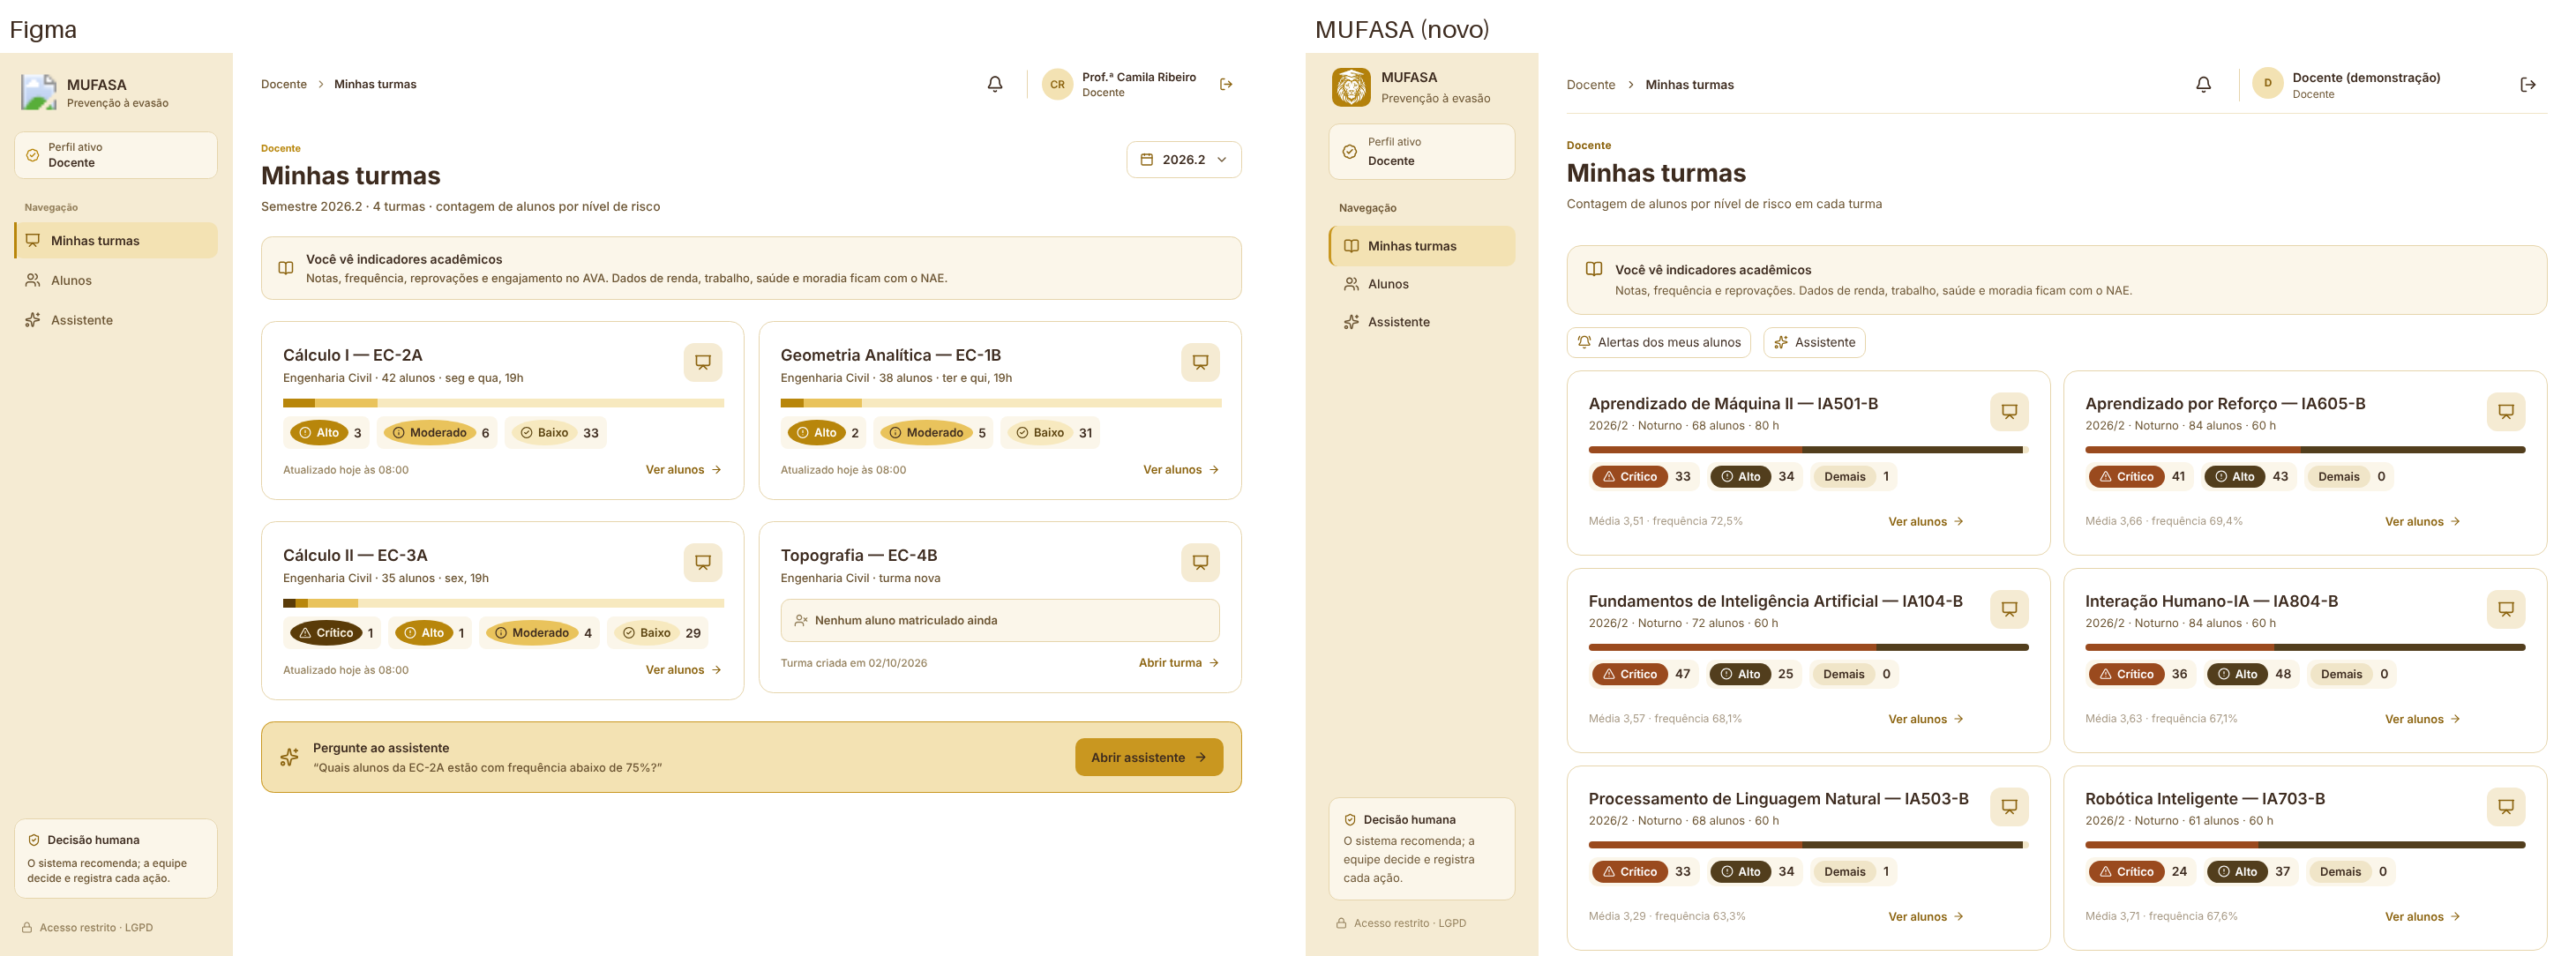 Figma
MUFASA
Prevenção à evasão
Perfil ativo
Docente
Navegação
Minhas turmas
Alunos
Assistente
Decisão humana
O sistema recomenda; a equipe
decide e registra cada ação.
Acesso restrito · LGPD
Docente > Minhas turmas
CR
Prof.ª Camila Ribeiro
Docente
Docente
Minhas turmas
Semestre 2026.2 · 4 turmas · contagem de alunos por nível de risco
2026.2
Você vê indicadores acadêmicos
Notas, frequência, reprovações e engajamento no AVA. Dados de renda, trabalho, saúde e moradia ficam com o NAE.
Cálculo I — EC-2A
Engenharia Civil · 42 alunos · seg e qua, 19h
Alto 3 Moderado 6 Baixo 33
Atualizado hoje às 08:00 Ver alunos →
Geometria Analítica — EC-1B
Engenharia Civil · 38 alunos · ter e qui, 19h
Alto 2 Moderado 5 Baixo 31
Atualizado hoje às 08:00 Ver alunos →
Cálculo II — EC-3A
Engenharia Civil · 35 alunos · sex, 19h
Crítico 1 Alto 1 Moderado 4 Baixo 29
Atualizado hoje às 08:00 Ver alunos →
Topografia — EC-4B
Engenharia Civil · turma nova
Nenhum aluno matriculado ainda
Turma criada em 02/10/2026 Abrir turma →
Pergunte ao assistente
“Quais alunos da EC-2A estão com frequência abaixo de 75%?”
Abrir assistente →
MUFASA (novo)
MUFASA
Prevenção à evasão
Perfil ativo
Docente
Navegação
Minhas turmas
Alunos
Assistente
Decisão humana
O sistema recomenda; a
equipe decide e registra
cada ação.
Acesso restrito · LGPD
Docente > Minhas turmas
D
Docente (demonstração)
Docente
Docente
Minhas turmas
Contagem de alunos por nível de risco em cada turma
Você vê indicadores acadêmicos
Notas, frequência e reprovações. Dados de renda, trabalho, saúde e moradia ficam com o NAE.
Alertas dos meus alunos Assistente
Aprendizado de Máquina II — IA501-B
2026/2 · Noturno · 68 alunos · 80 h
Crítico 33 Alto 34 Demais 1
Média 3,51 · frequência 72,5% Ver alunos →
Aprendizado por Reforço — IA605-B
2026/2 · Noturno · 84 alunos · 60 h
Crítico 41 Alto 43 Demais 0
Média 3,66 · frequência 69,4% Ver alunos →
Fundamentos de Inteligência Artificial — IA104-B
2026/2 · Noturno · 72 alunos · 60 h
Crítico 47 Alto 25 Demais 0
Média 3,57 · frequência 68,1% Ver alunos →
Interação Humano-IA — IA804-B
2026/2 · Noturno · 84 alunos · 60 h
Crítico 36 Alto 48 Demais 0
Média 3,63 · frequência 67,1% Ver alunos →
Processamento de Linguagem Natural — IA503-B
2026/2 · Noturno · 68 alunos · 60 h
Crítico 33 Alto 34 Demais 1
Média 3,29 · frequência 63,3% Ver alunos →
Robótica Inteligente — IA703-B
2026/2 · Noturno · 61 alunos · 60 h
Crítico 24 Alto 37 Demais 0
Média 3,71 · frequência 67,6% Ver alunos →